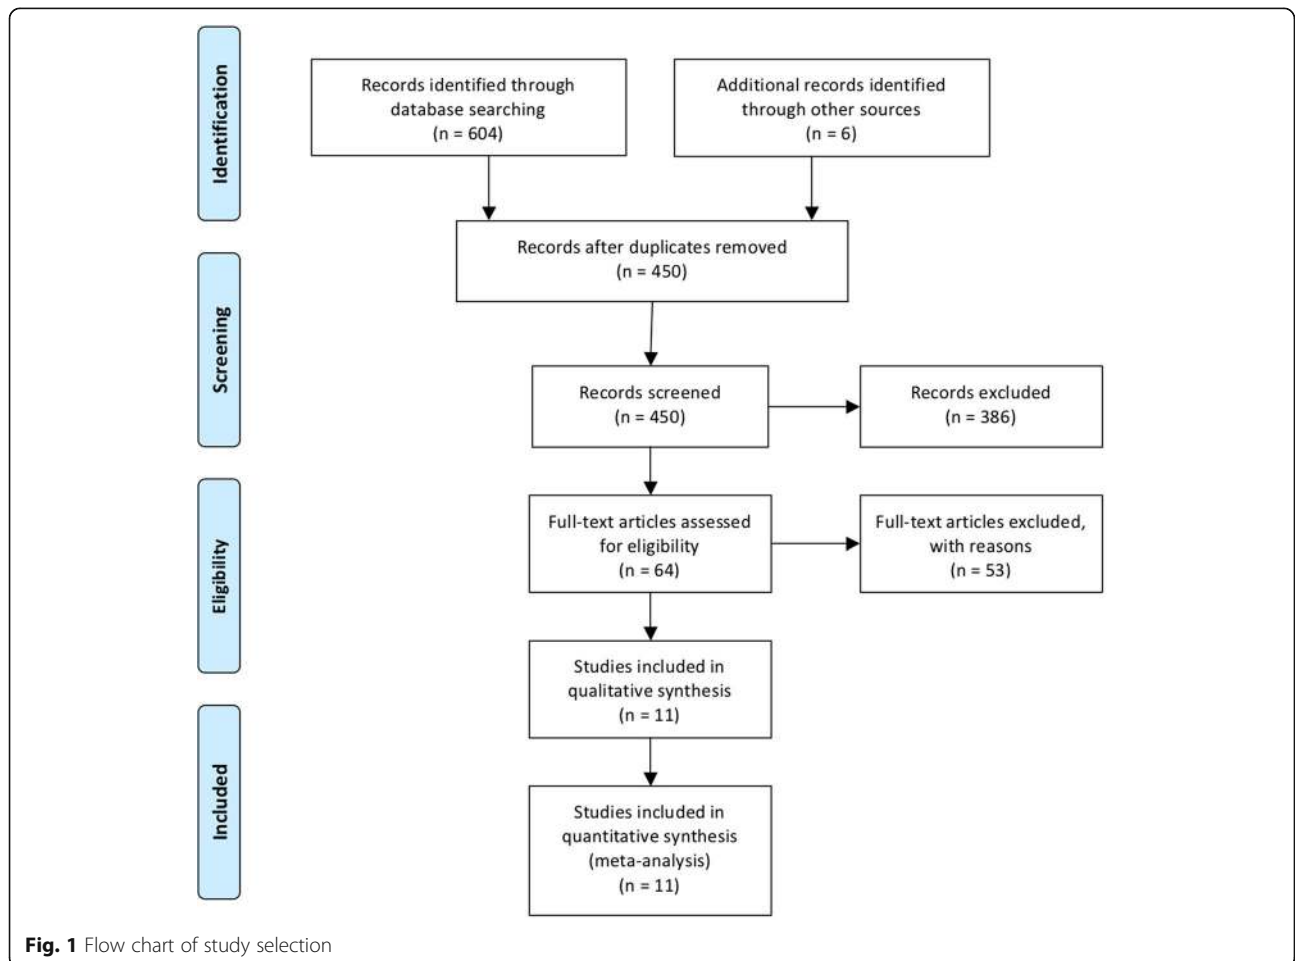 Identification
Records identified through
database searching
(n = 604)
Additional records identified
through other sources
(n = 6)
Records after duplicates removed
(n = 450)
Screening
Records screened
(n = 450)
Records excluded
(n = 386)
Eligibility
Full-text articles assessed
for eligibility
(n = 64)
Full-text articles excluded,
with reasons
(n = 53)
Studies included in
qualitative synthesis
(n = 11)
Included
Studies included in
quantitative synthesis
(meta-analysis)
(n = 11)
Fig. 1 Flow chart of study selection